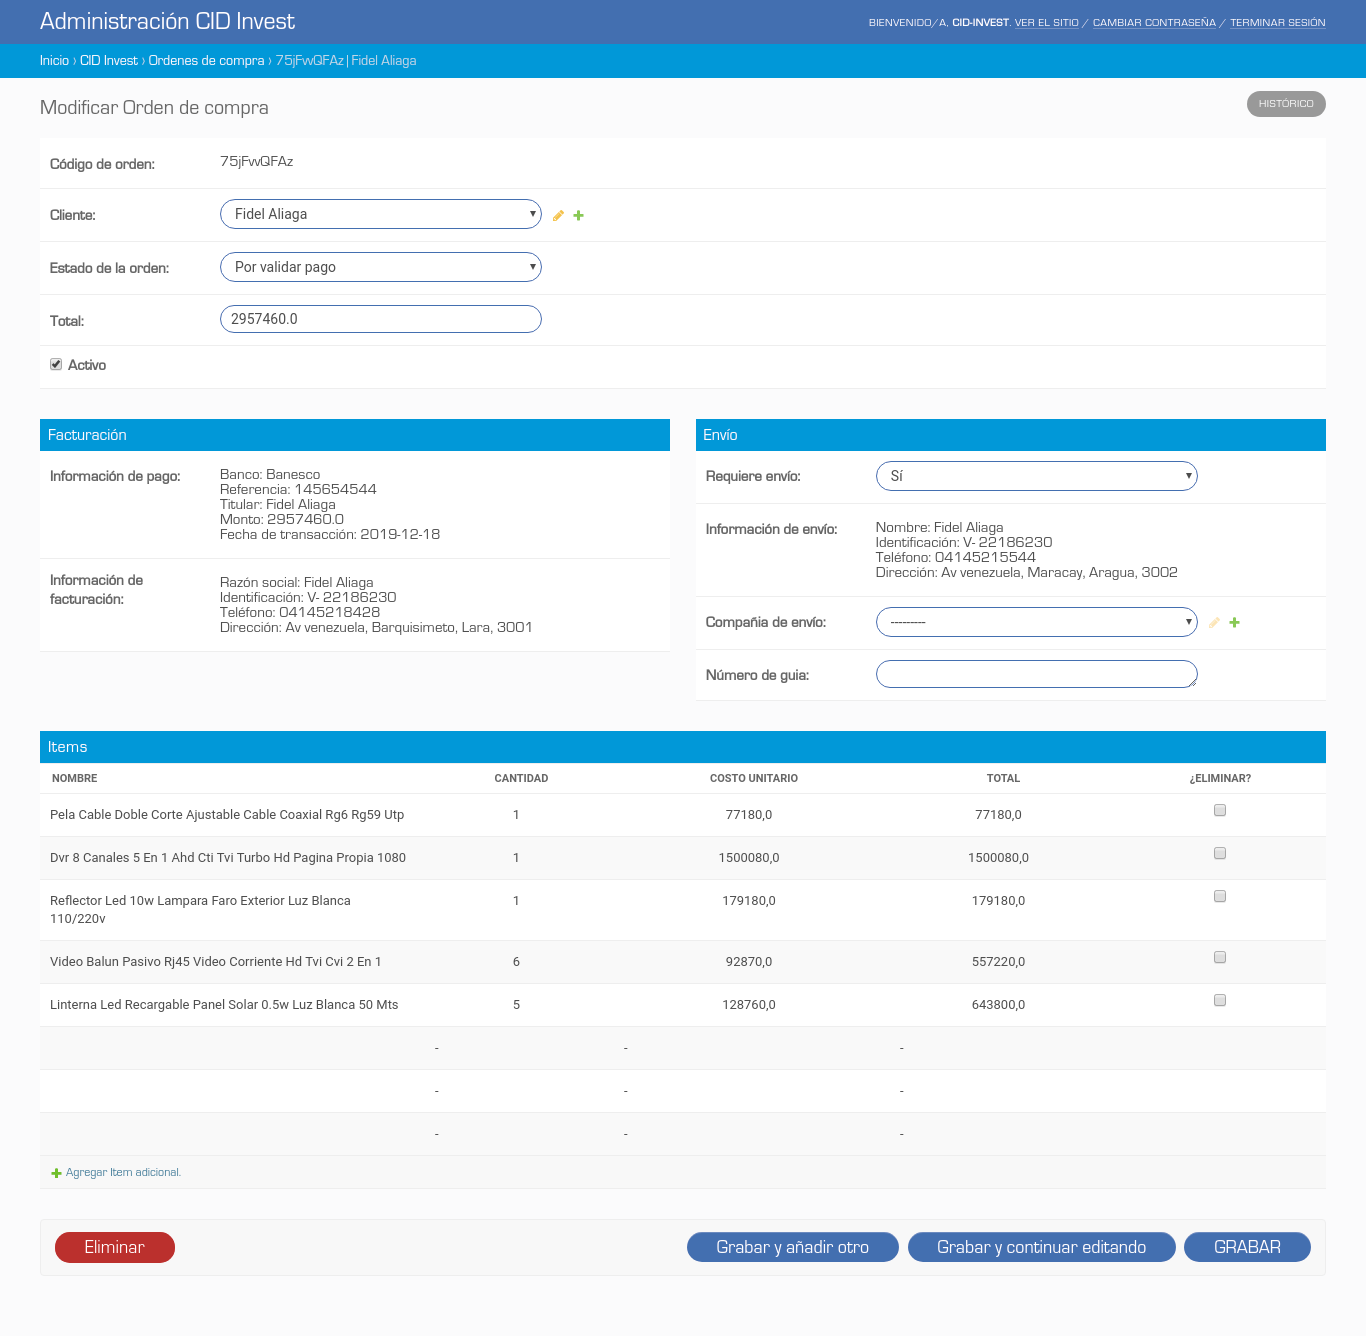 Administración CID Invest
BIENVENIDO/A, CID-INVEST. VER EL SITIO / CAMBIAR CONTRASEÑA / TERMINAR SESIÓN
Inicio › CID Invest › Ordenes de compra › 75jFwQFAz | Fidel Aliaga
Modificar Orden de compra
HISTÓRICO
Código de orden: 75jFwQFAz
Cliente: Fidel Aliaga
Estado de la orden: Por validar pago
Total: 2957460.0
Activo
Facturación
Información de pago:
Banco: Banesco
Referencia: 145654544
Titular: Fidel Aliaga
Monto: 2957460.0
Fecha de transacción: 2019-12-18
Información de
facturación:
Razón social: Fidel Aliaga
Identificación: V- 22186230
Teléfono: 04145218428
Dirección: Av venezuela, Barquisimeto, Lara, 3001
Envío
Requiere envío: Sí
Información de envío:
Nombre: Fidel Aliaga
Identificación: V- 22186230
Teléfono: 04145215544
Dirección: Av venezuela, Maracay, Aragua, 3002
Compañia de envío: ---------
Número de guia:
Items
NOMBRE CANTIDAD COSTO UNITARIO TOTAL ¿ELIMINAR?
Pela Cable Doble Corte Ajustable Cable Coaxial Rg6 Rg59 Utp 1 77180,0 77180,0
Dvr 8 Canales 5 En 1 Ahd Cti Tvi Turbo Hd Pagina Propia 1080 1 1500080,0 1500080,0
Reflector Led 10w Lampara Faro Exterior Luz Blanca 1 179180,0 179180,0
110/220v
Video Balun Pasivo Rj45 Video Corriente Hd Tvi Cvi 2 En 1 6 92870,0 557220,0
Linterna Led Recargable Panel Solar 0.5w Luz Blanca 50 Mts 5 128760,0 643800,0
- - -
- - -
- - -
Agregar Item adicional.
Eliminar
Grabar y añadir otro
Grabar y continuar editando
GRABAR